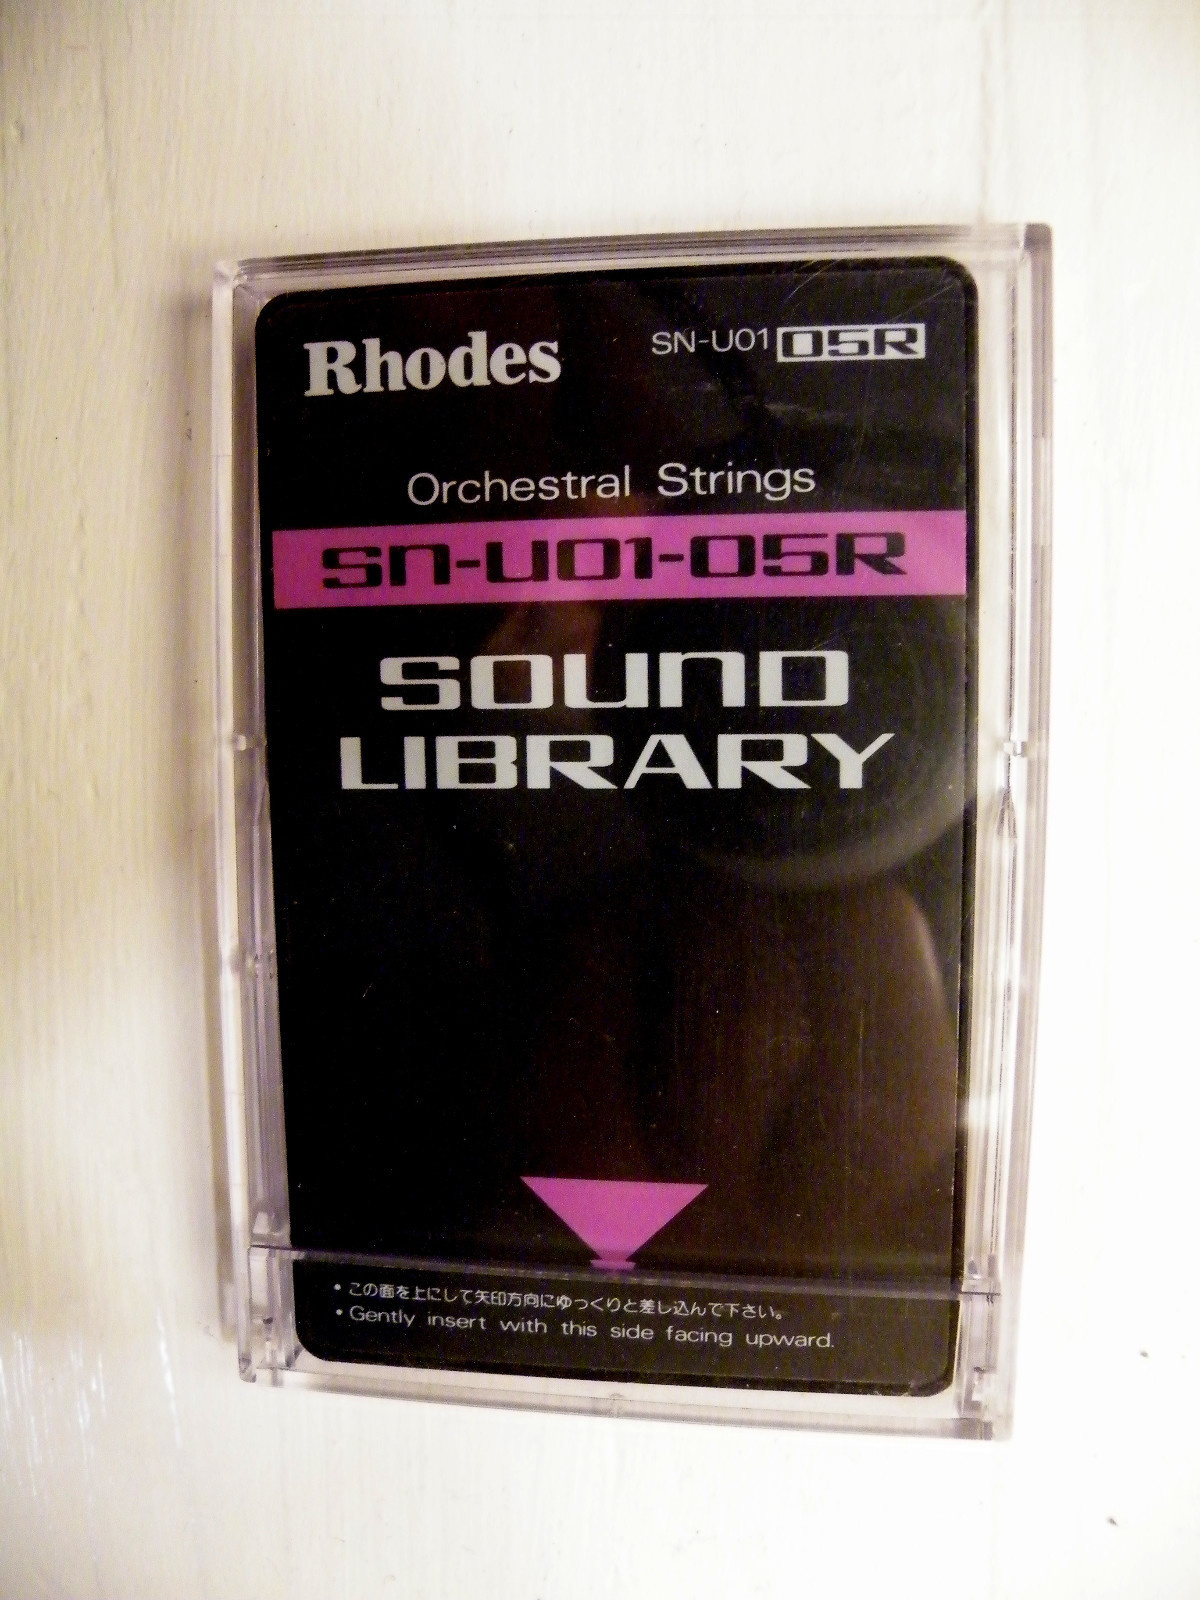 Rhodes SN-U01 05R
Orchestral Strings
SN-U01-05R
SOUND
LIBRARY
• この面を上にして矢印方向にゆっくりと差し込んで下さい。
• Gently insert with this side facing upward.